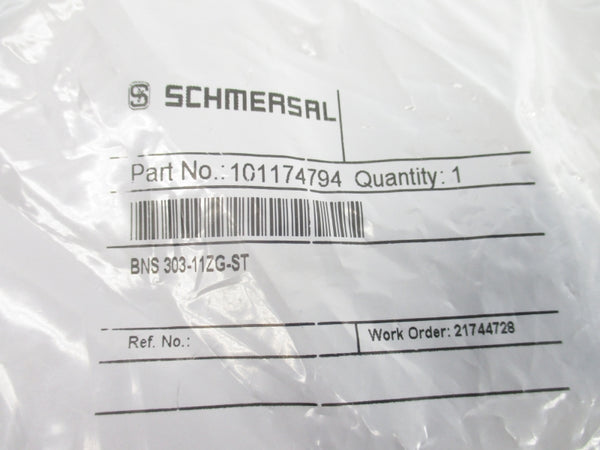 SCHMERSAL
Part No.: 101174794 Quantity: 1
BNS 303-11ZG-ST
Ref. No.:
Work Order: 21744728